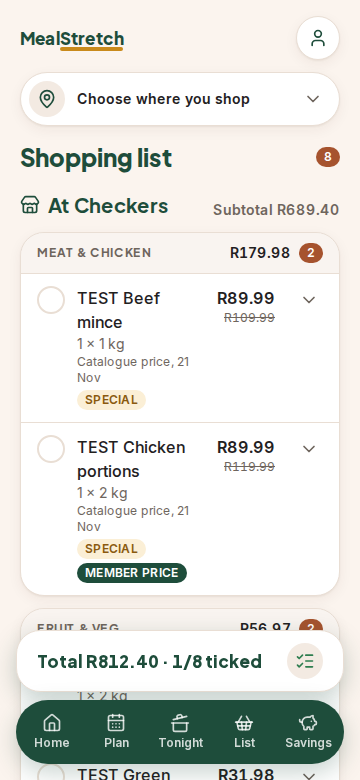 MealStretch
Choose where you shop
Shopping list
8
At Checkers
Subtotal R689.40
MEAT & CHICKEN
R179.98
2
TEST Beef
mince
R89.99
R109.99
1 × 1 kg
Catalogue price, 21
Nov
SPECIAL
TEST Chicken
portions
R89.99
R119.99
1 × 2 kg
Catalogue price, 21
Nov
SPECIAL
MEMBER PRICE
FRUIT & VEG
R56.97
2
Total R812.40 · 1/8 ticked
1 × 2 kg
Home
Plan
Tonight
List
Savings
TEST Green
R31.98